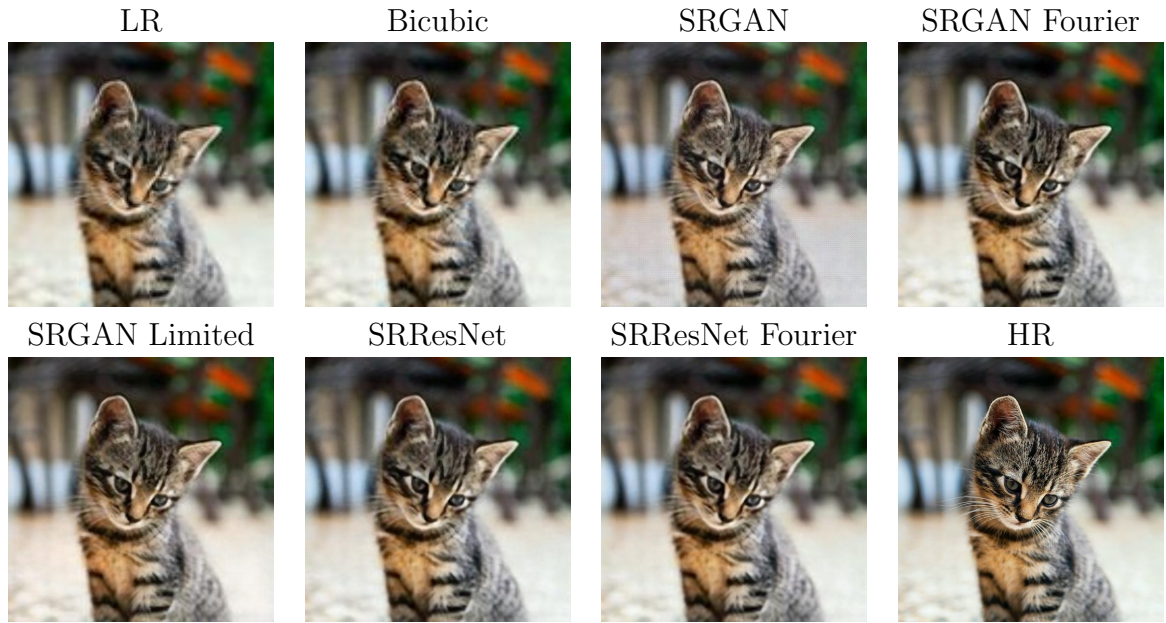 LR
Bicubic
SRGAN
SRGAN Fourier
SRGAN Limited
SRResNet
SRResNet Fourier
HR